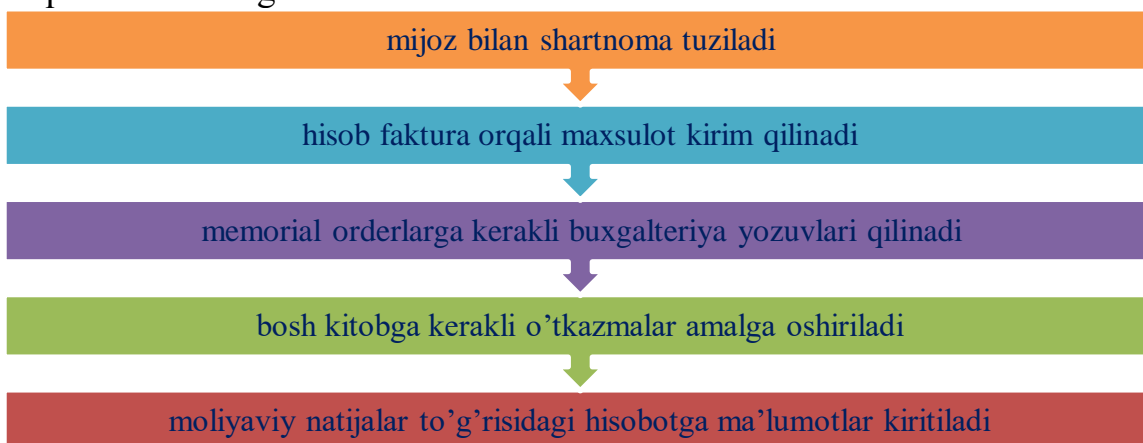 mijoz bilan shartnoma tuziladi
hisob faktura orqali maxsulot kirim qilinadi
memorial orderlarga kerakli buxgalteriya yozuvlari qilinadi
bosh kitobga kerakli o’tkazmalar amalga oshiriladi
moliyaviy natijalar to’g’risidagi hisobotga ma’lumotlar kiritiladi